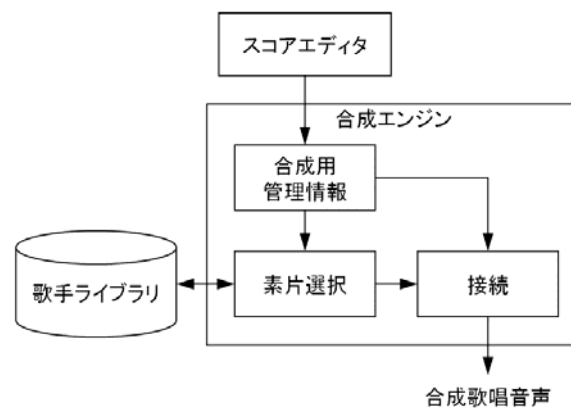 スコアエディタ
合成エンジン
合成用
管理情報
歌手ライブラリ
素片選択
接続
合成歌唱音声